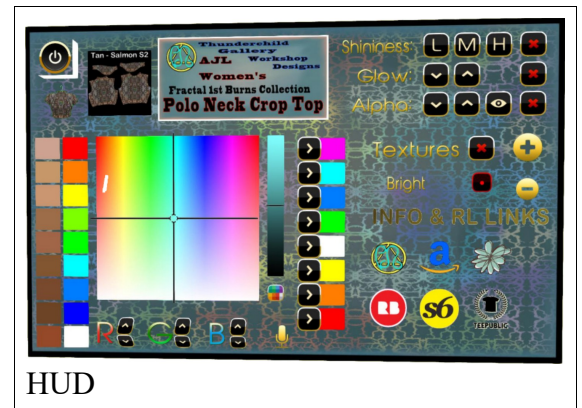 Tan - Salmon S2
Thunderchild
Gallery
AJL Workshop
Designs
Women's
Fractal 1st Burns Collection
Polo Neck Crop Top
Shininess: L M H
Glow:
Alpha:
Textures
Bright
INFO & RL LINKS
a
RB
s6
TEEPUBLIC
R G B
HUD